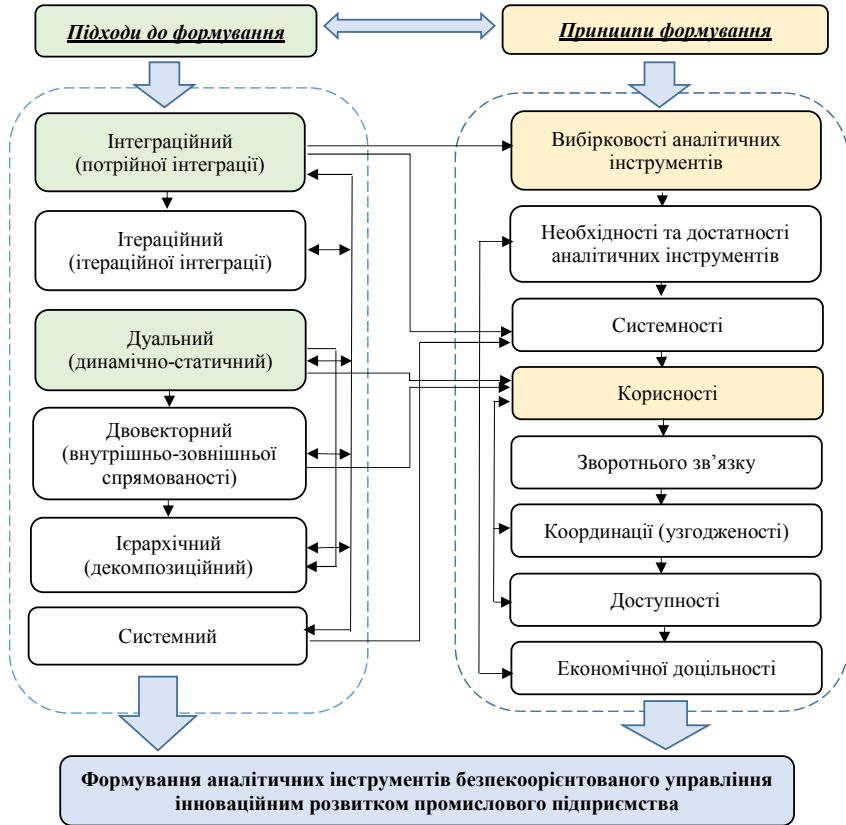 Підходи до формування
Принципи формування
Інтеграційний
(потрійної інтеграції)
Ітераційний
(ітераційної інтеграції)
Дуальний
(динамічно-статичний)
Двовекторний
(внутрішньо-зовнішньої
спрямованості)
Ієрархічний
(декомпозиційний)
Системний
Вибірковості аналітичних
інструментів
Необхідності та достатності
аналітичних інструментів
Системності
Корисності
Зворотнього зв’язку
Координації (узгодженості)
Доступності
Економічної доцільності
Формування аналітичних інструментів безпекоорієнтованого управління
інноваційним розвитком промислового підприємства